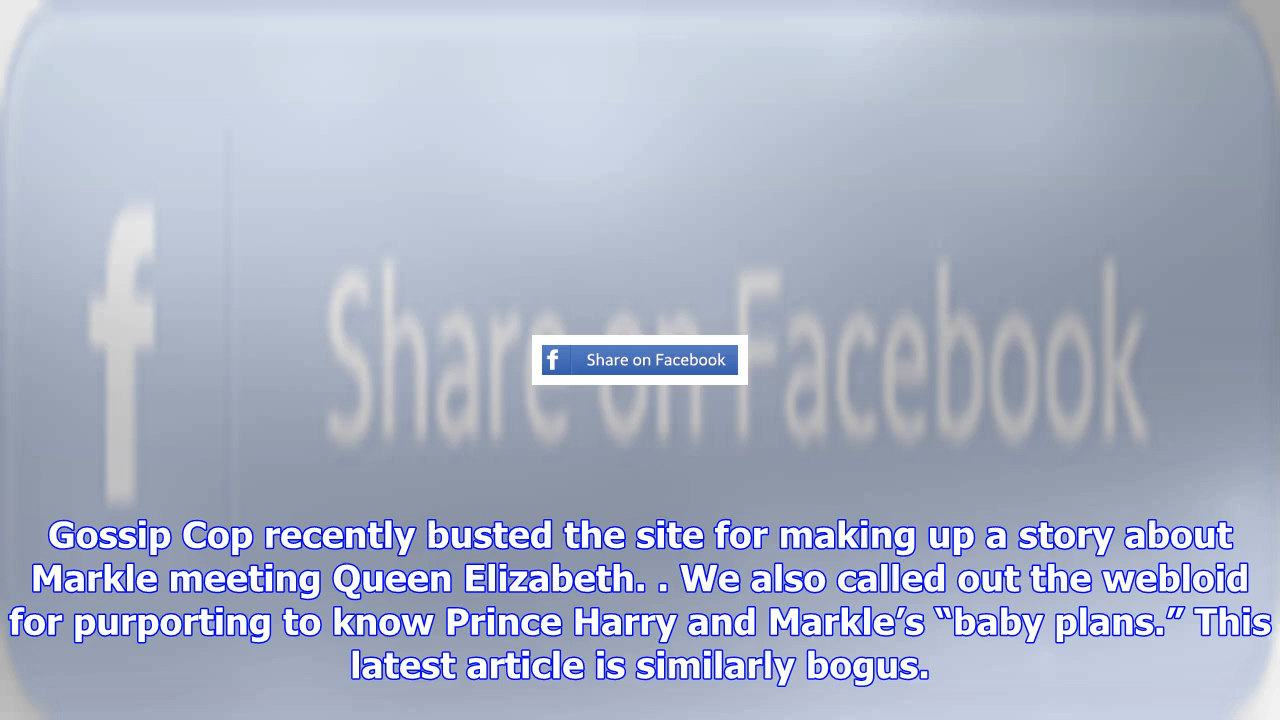 f Share on Facebook
f Share on Facebook
Gossip Cop recently busted the site for making up a story about
Markle meeting Queen Elizabeth. . We also called out the webloid
for purporting to know Prince Harry and Markle’s “baby plans.” This
latest article is similarly bogus.